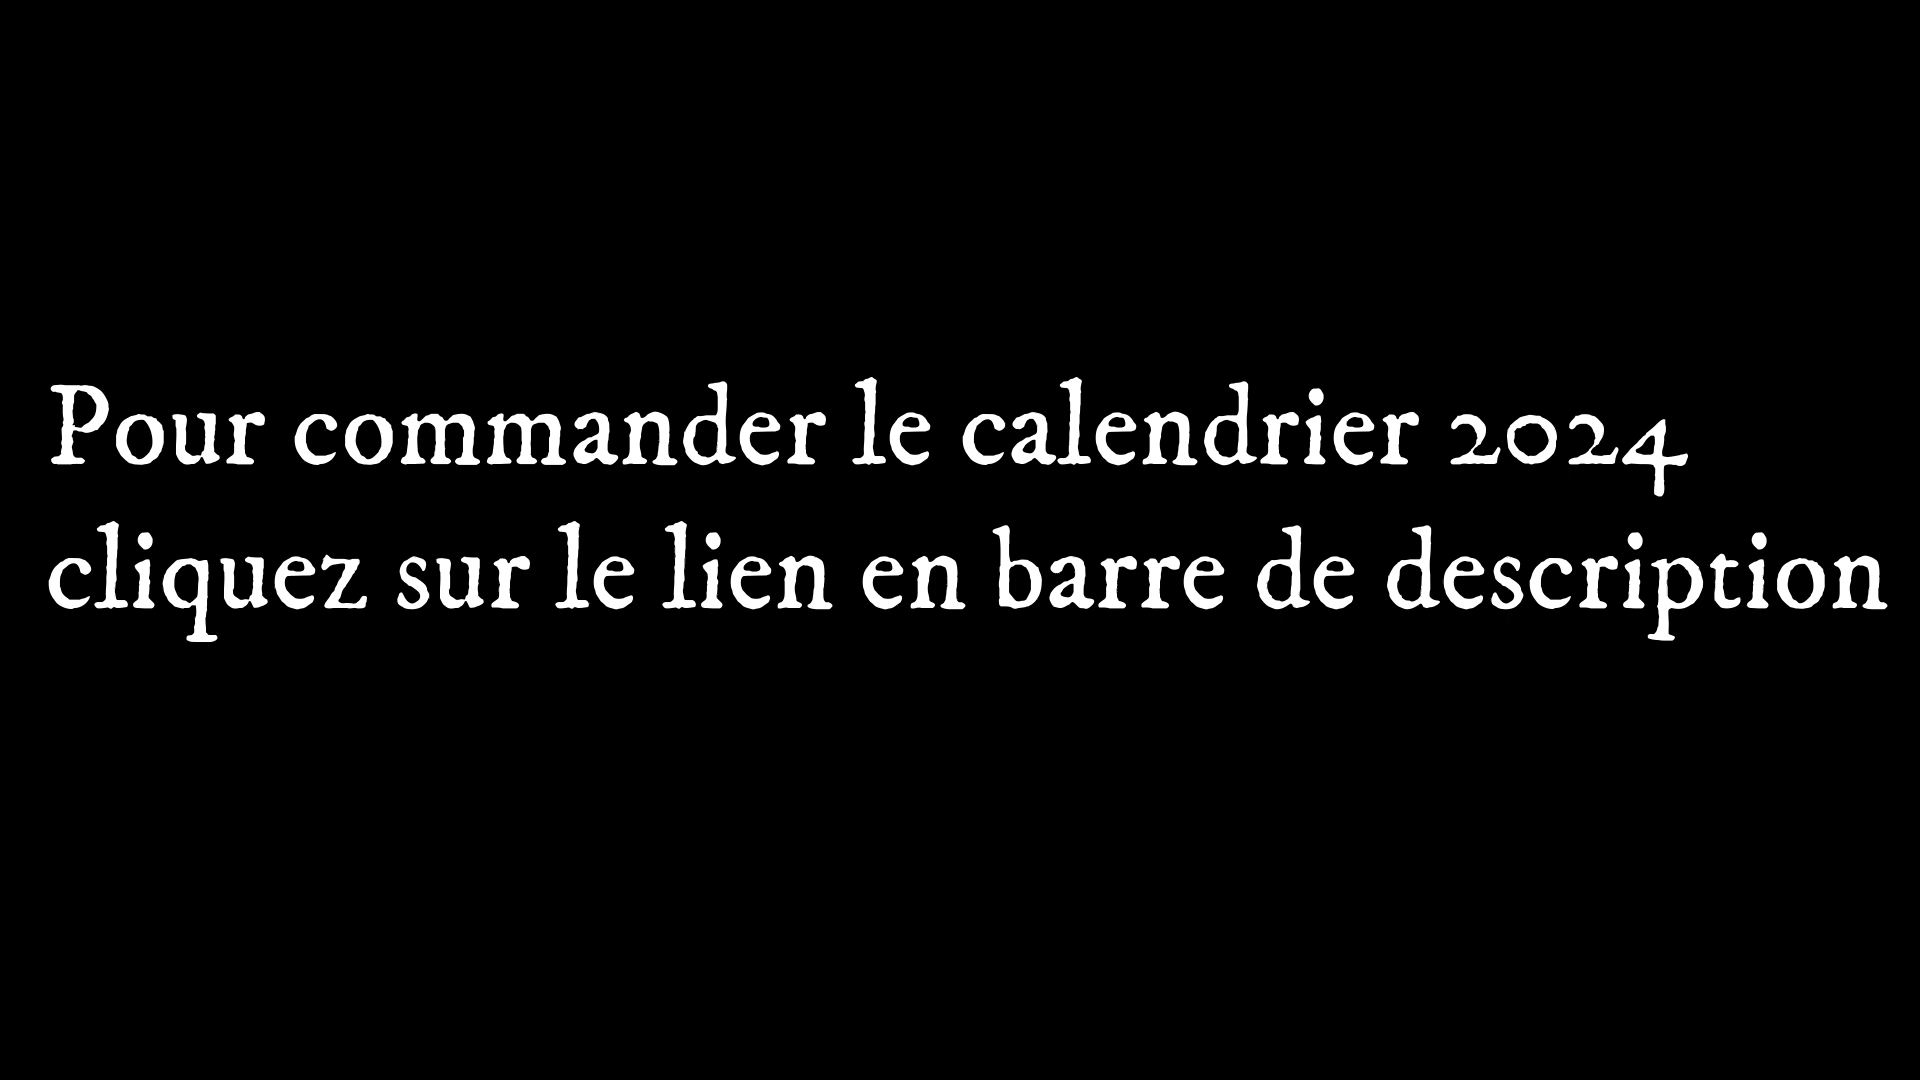 Pour commander le calendrier 2024
cliquez sur le lien en barre de description